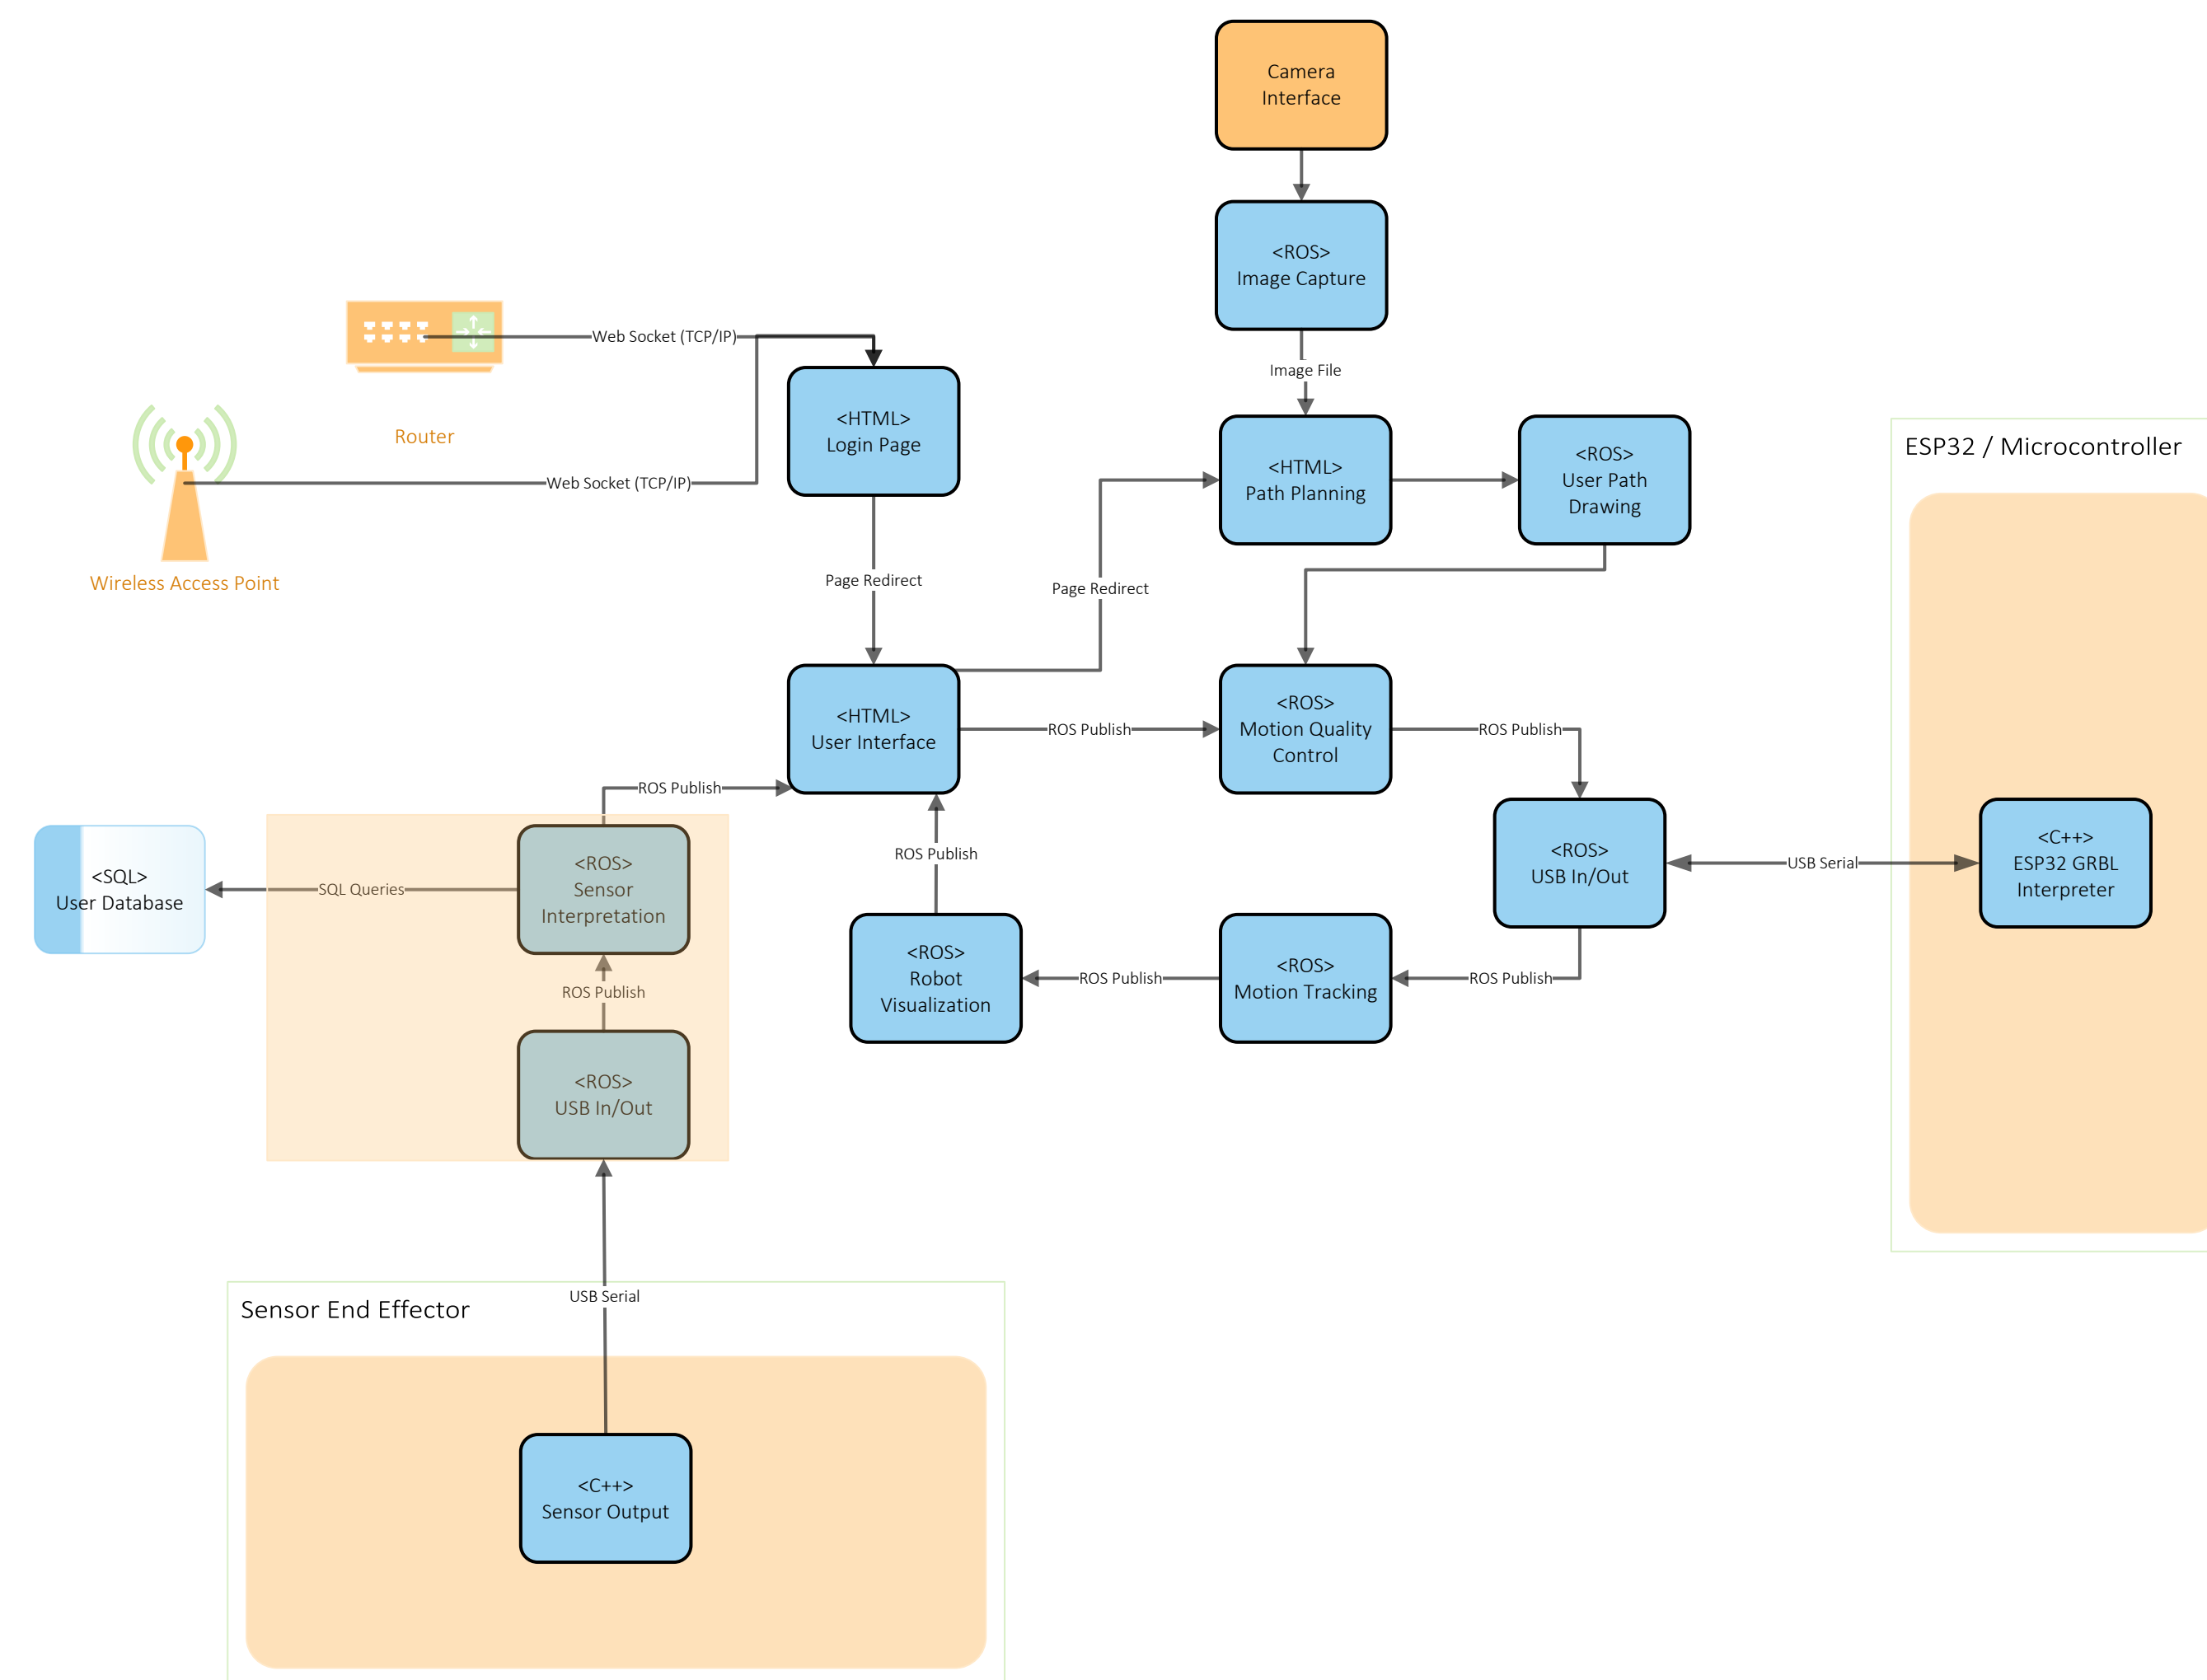 Camera
Interface
<ROS>
Image Capture
Web Socket (TCP/IP)
Image File
<HTML>
Login Page
Router
<HTML>
Path Planning
<ROS>
User Path
Drawing
ESP32 / Microcontroller
Web Socket (TCP/IP)
Wireless Access Point
Page Redirect
Page Redirect
<HTML>
User Interface
ROS Publish
<ROS>
Motion Quality
Control
ROS Publish
ROS Publish
<SQL>
User Database
SQL Queries
<ROS>
Sensor
Interpretation
ROS Publish
<ROS>
USB In/Out
USB Serial
<C++>
ESP32 GRBL
Interpreter
ROS Publish
<ROS>
Robot
Visualization
ROS Publish
<ROS>
Motion Tracking
ROS Publish
<ROS>
USB In/Out
Sensor End Effector
USB Serial
<C++>
Sensor Output